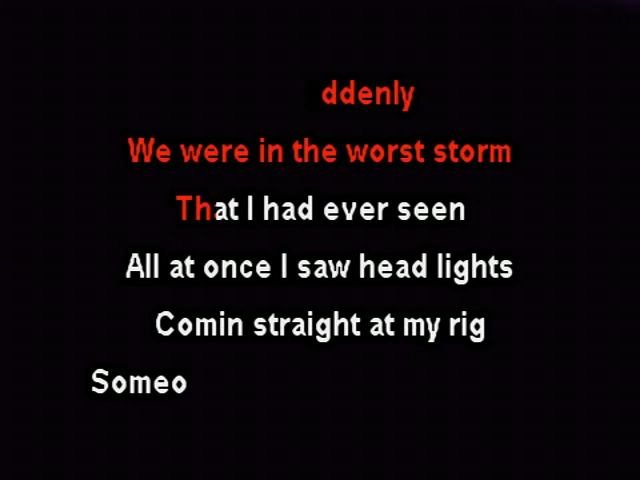 ddenly
We were in the worst storm
That I had ever seen
All at once I saw head lights
Comin straight at my rig
Someo